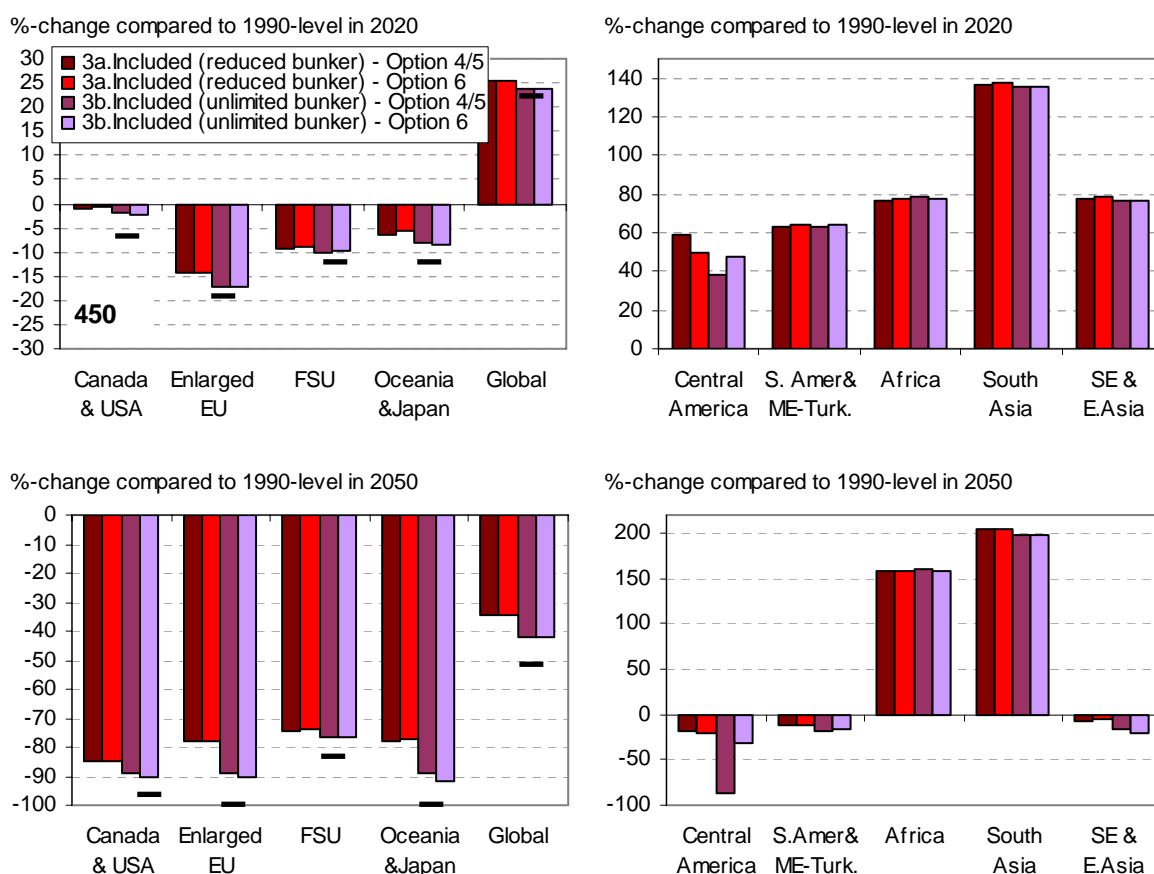 %-change compared to 1990-level in 2020
30
25
20
15
10
5
0
-5
-10
-15
-20
-25
-30
3a.Included (reduced bunker) - Option 4/5
3a.Included (reduced bunker) - Option 6
3b.Included (unlimited bunker) - Option 4/5
3b.Included (unlimited bunker) - Option 6
450
Canada & USA
Enlarged EU
FSU
Oceania &Japan
Global
%-change compared to 1990-level in 2020
140
120
100
80
60
40
20
0
Central America
S. Amer& ME-Turk.
Africa
South Asia
SE & E.Asia
%-change compared to 1990-level in 2050
0
-10
-20
-30
-40
-50
-60
-70
-80
-90
-100
Canada & USA
Enlarged EU
FSU
Oceania &Japan
Global
%-change compared to 1990-level in 2050
200
150
100
50
0
-50
-100
Central America
S.Amer& ME-Turk.
Africa
South Asia
SE & E.Asia